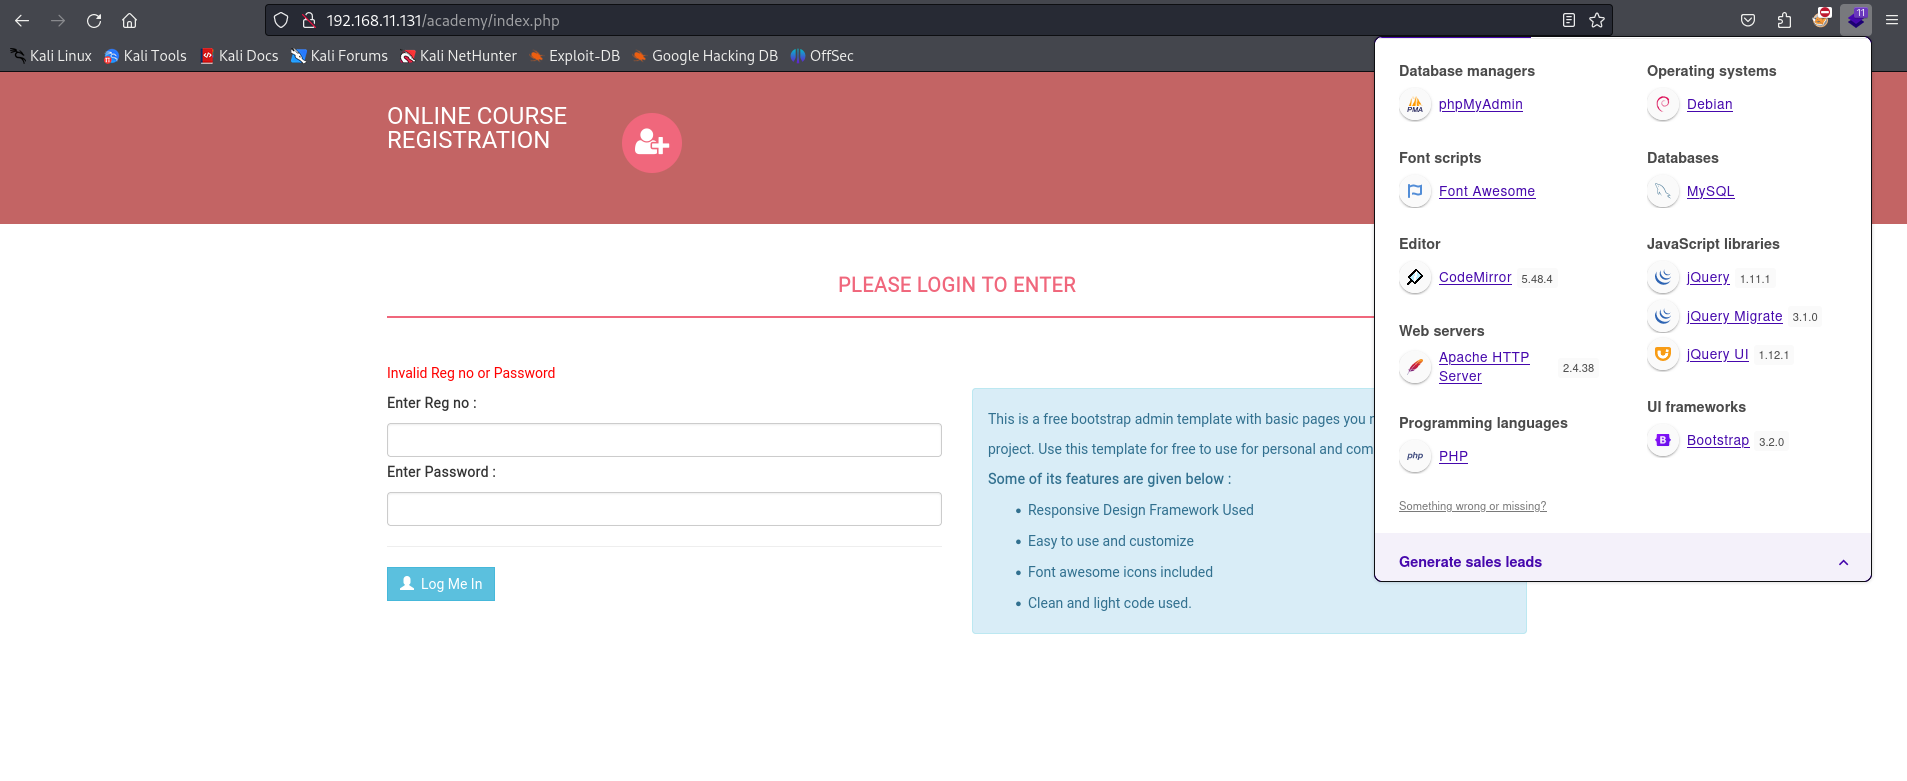 192.168.11.131/academy/index.php
11
Kali Linux Kali Tools Kali Docs Kali Forums Kali NetHunter Exploit-DB Google Hacking DB OffSec
ONLINE COURSE
REGISTRATION
PLEASE LOGIN TO ENTER
Invalid Reg no or Password
Enter Reg no :
Enter Password :
Log Me In
This is a free bootstrap admin template with basic pages you
project. Use this template for free to use for personal and com
Some of its features are given below :
• Responsive Design Framework Used
• Easy to use and customize
• Font awesome icons included
• Clean and light code used.
Database managers
PMA phpMyAdmin
Font scripts
Font Awesome
Editor
CodeMirror 5.48.4
Web servers
Apache HTTP
Server 2.4.38
Programming languages
php PHP
Something wrong or missing?
Operating systems
Debian
Databases
MySQL
JavaScript libraries
jQuery 1.11.1
jQuery Migrate 3.1.0
jQuery UI 1.12.1
UI frameworks
B Bootstrap 3.2.0
Generate sales leads